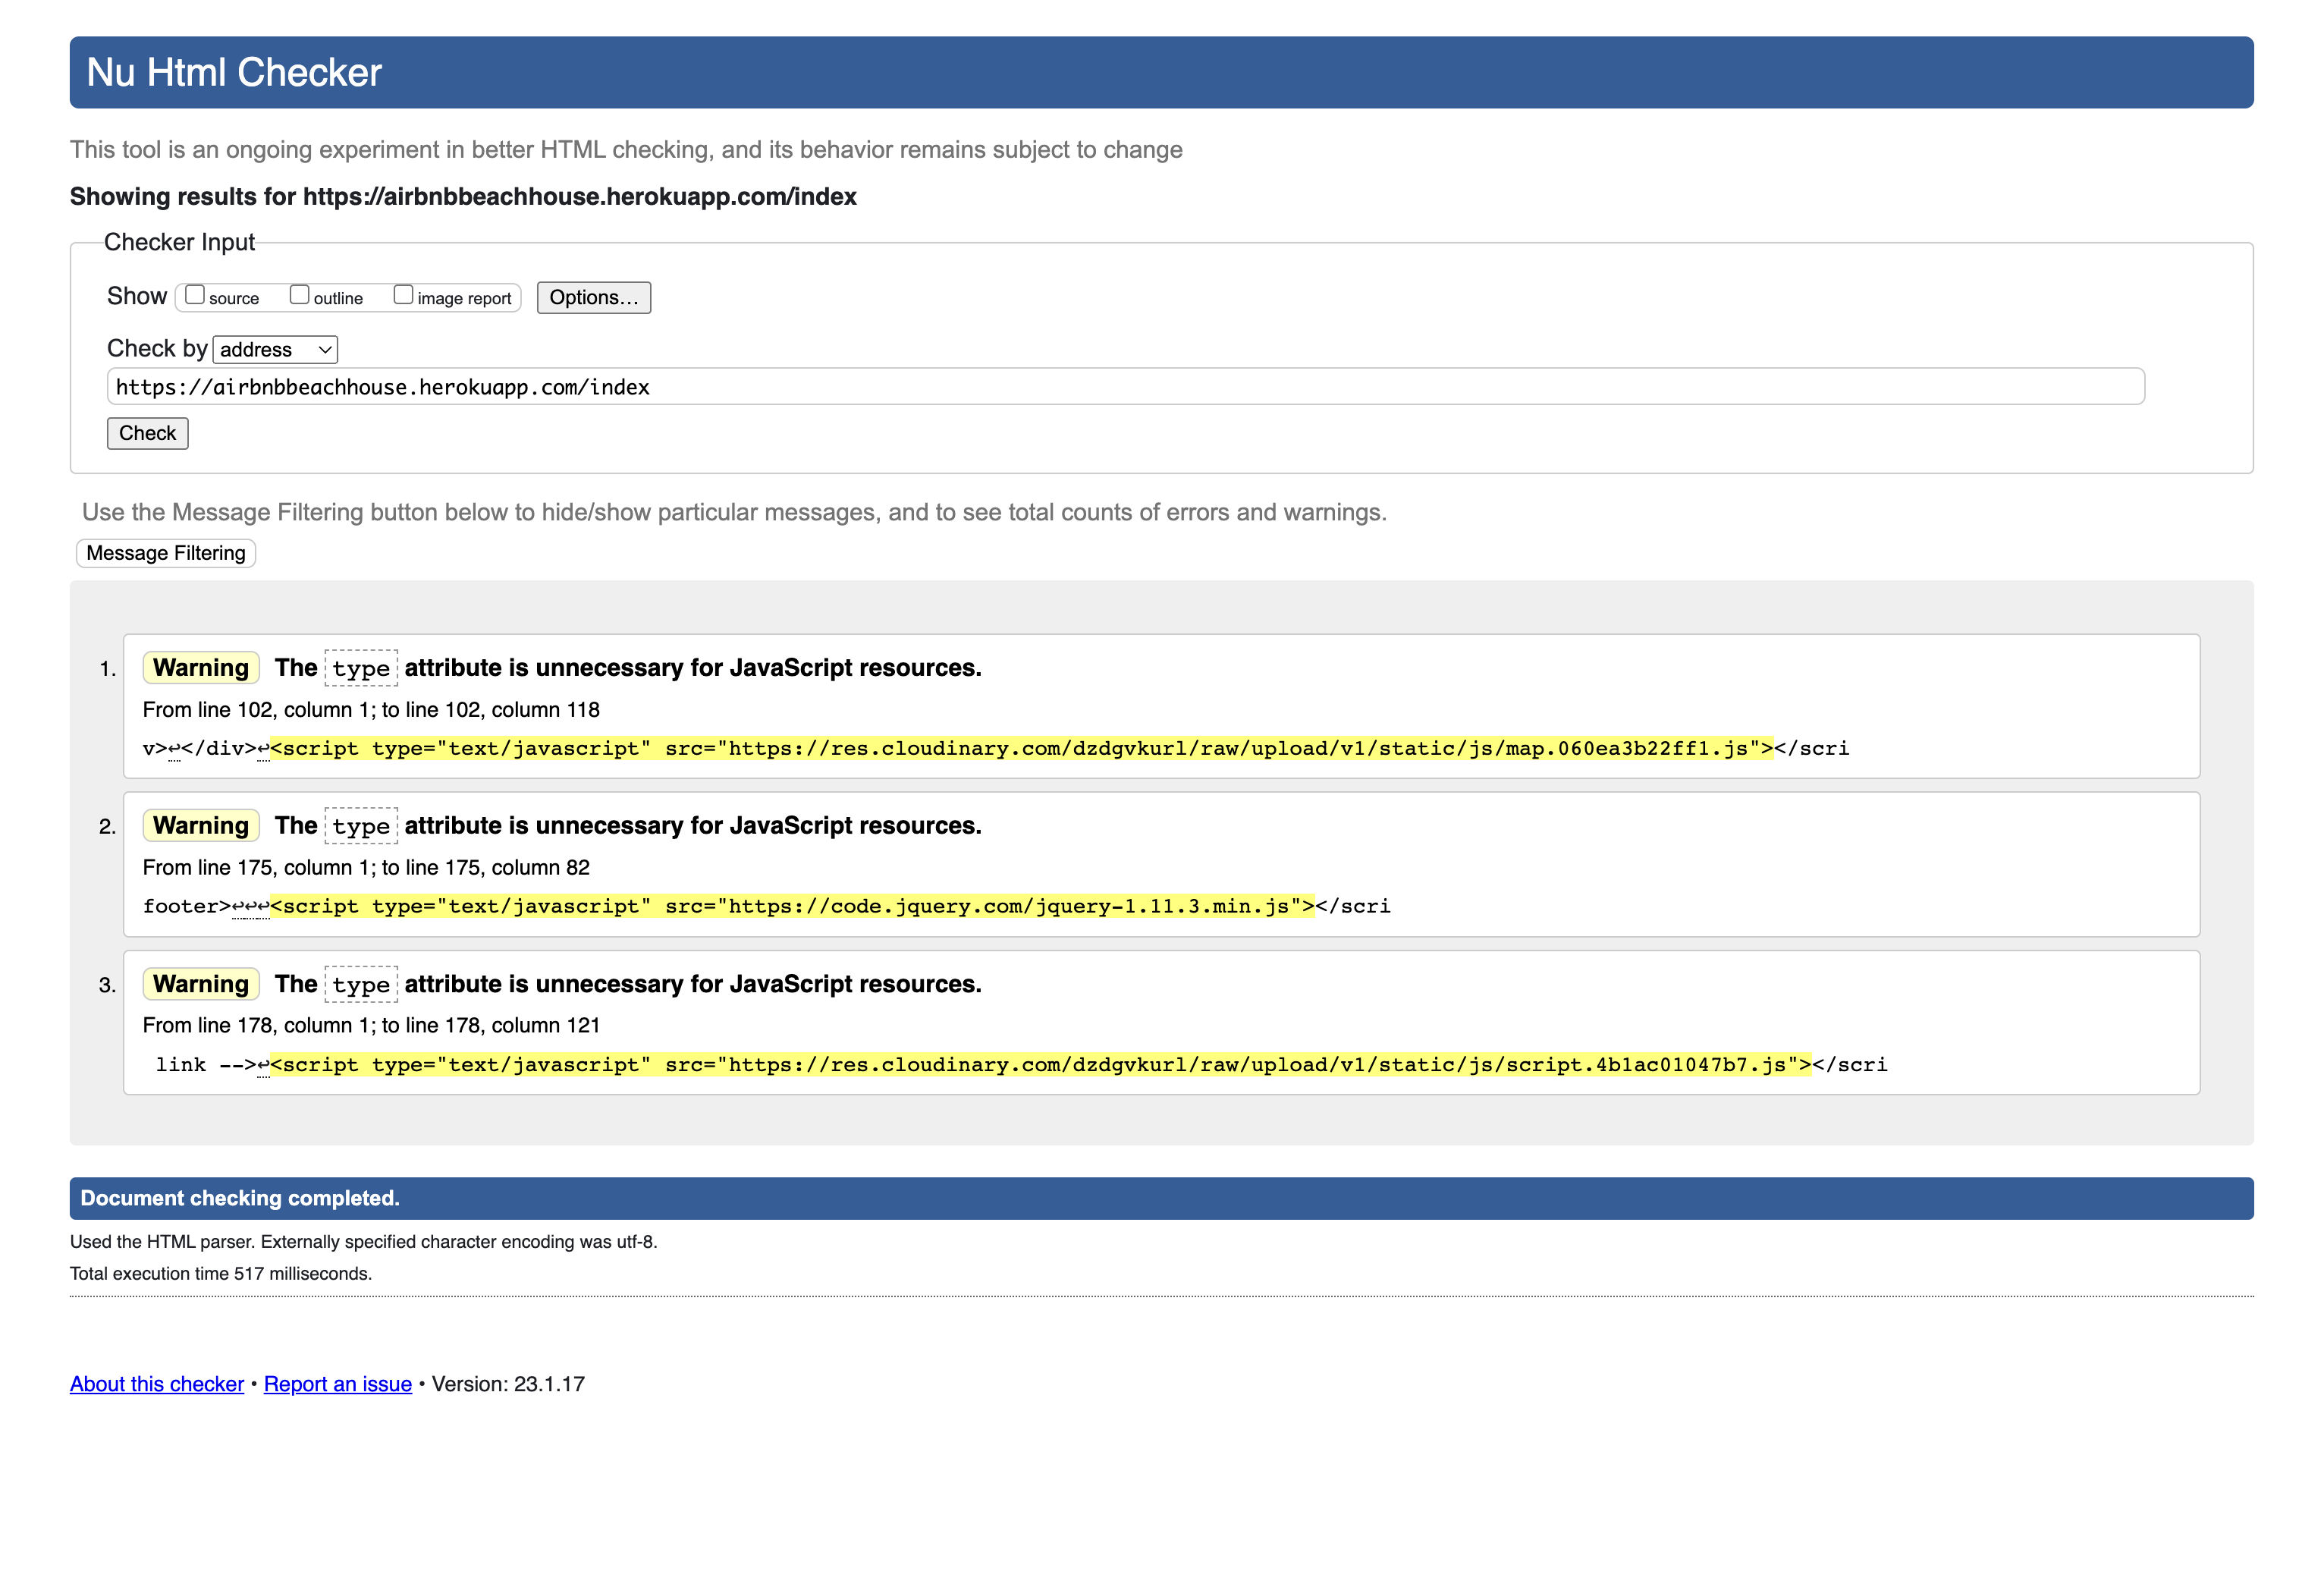 Nu Html Checker
This tool is an ongoing experiment in better HTML checking, and its behavior remains subject to change
Showing results for https://airbnbbeachhouse.herokuapp.com/index
Checker Input
Show source outline image report Options...
Check by address
https://airbnbbeachhouse.herokuapp.com/index
Check
Use the Message Filtering button below to hide/show particular messages, and to see total counts of errors and warnings.
Message Filtering
1. Warning The type attribute is unnecessary for JavaScript resources.
From line 102, column 1; to line 102, column 118
v>↩</div>↩<script type="text/javascript" src="https://res.cloudinary.com/dzdgvkurl/raw/upload/v1/static/js/map.060ea3b22ff1.js"></scri
2. Warning The type attribute is unnecessary for JavaScript resources.
From line 175, column 1; to line 175, column 82
footer>↩↩↩<script type="text/javascript" src="https://code.jquery.com/jquery-1.11.3.min.js"></scri
3. Warning The type attribute is unnecessary for JavaScript resources.
From line 178, column 1; to line 178, column 121
link -->↩<script type="text/javascript" src="https://res.cloudinary.com/dzdgvkurl/raw/upload/v1/static/js/script.4b1ac01047b7.js"></scri
Document checking completed.
Used the HTML parser. Externally specified character encoding was utf-8.
Total execution time 517 milliseconds.
About this checker • Report an issue • Version: 23.1.17